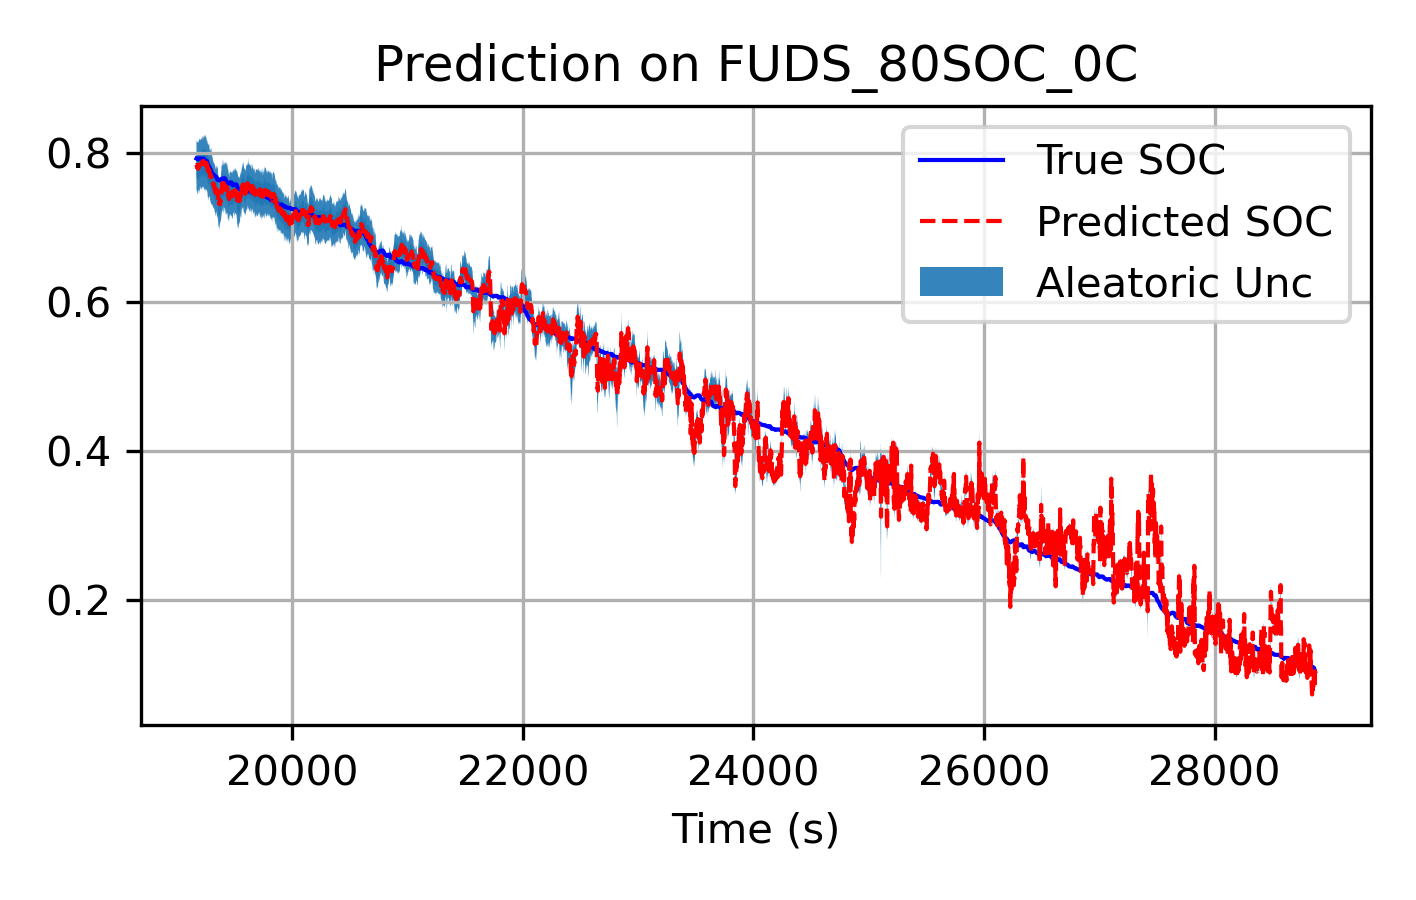 Prediction on FUDS_80SOC_0C
True SOC
Predicted SOC
Aleatoric Unc
0.8
0.6
0.4
0.2
20000 22000 24000 26000 28000
Time (s)